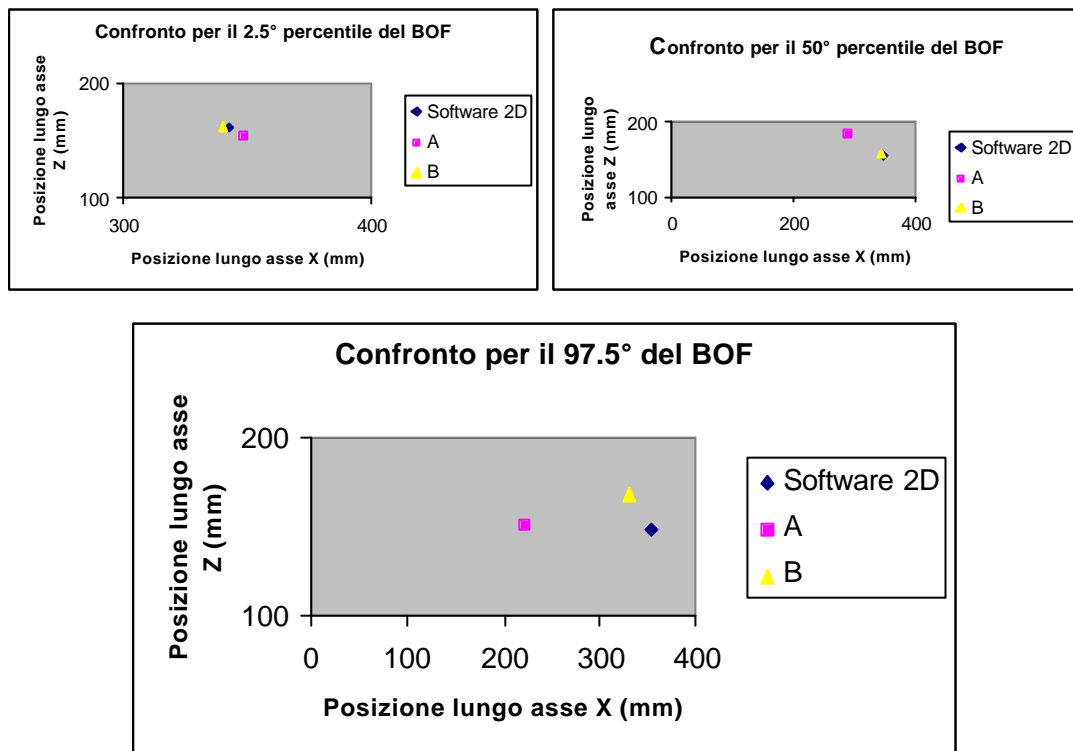 Confronto per il 2.5° percentile del BOF
200
100
300
400
Posizione lungo asse
Z (mm)
Posizione lungo asse X (mm)
Software 2D
A
B
Confronto per il 50° percentile del BOF
200
100
0
200
400
Posizione lungo
asse Z (mm)
Posizione lungo asse X (mm)
Software 2D
A
B
Confronto per il 97.5° del BOF
200
100
0
100
200
300
400
Posizione lungo asse
Z (mm)
Posizione lungo asse X (mm)
Software 2D
A
B